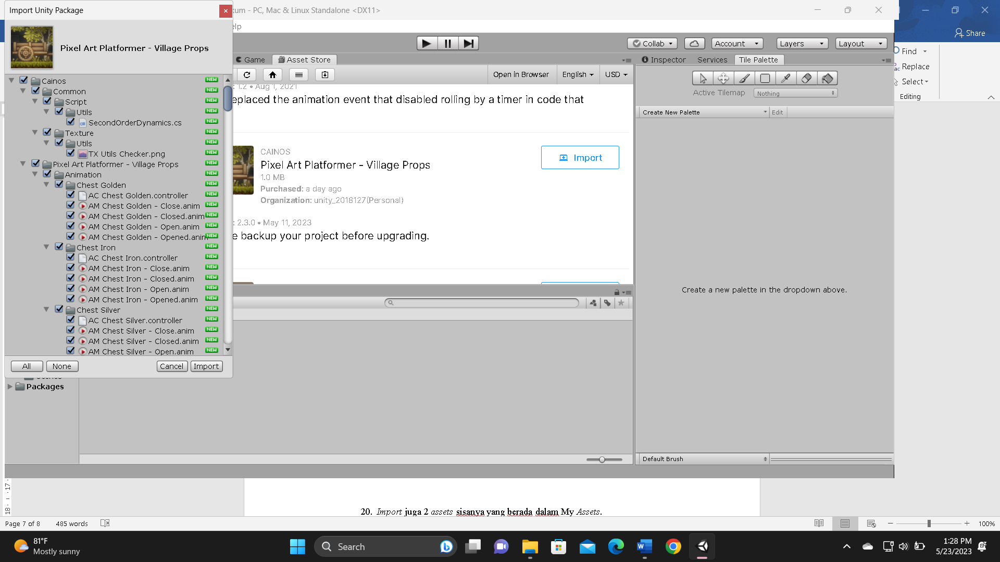 Import Unity Package
kum - PC, Mac & Linux Standalone <DX11>
elp
Share
Pixel Art Platformer - Village Props
Collab
Account
Layers
Layout
Find
Replace
Select
Editing
Game
Asset Store
Inspector
Services
Tile Palette
Open in Browser
English
USD
Active Tilemap
Nothing
Create New Palette
Edit
: 1.2 • Aug 1, 2021
eplaced the animation event that disabled rolling by a timer in code that
CAINOS
Pixel Art Platformer - Village Props
1.0 MB
Purchased: a day ago
Organization: unity_2018127(Personal)
Import
: 2.3.0 • May 11, 2023
e backup your project before upgrading.
Create a new palette in the dropdown above.
Default Brush
Cainos NEW
Common NEW
Script NEW
Utils NEW
SecondOrderDynamics.cs NEW
Texture NEW
Utils NEW
TX Utils Checker.png NEW
Pixel Art Platformer - Village Props NEW
Animation NEW
Chest Golden NEW
AC Chest Golden.controller NEW
AM Chest Golden - Close.anim NEW
AM Chest Golden - Closed.anim NEW
AM Chest Golden - Open.anim NEW
AM Chest Golden - Opened.anim NEW
Chest Iron NEW
AC Chest Iron.controller NEW
AM Chest Iron - Close.anim NEW
AM Chest Iron - Closed.anim NEW
AM Chest Iron - Open.anim NEW
AM Chest Iron - Opened.anim NEW
Chest Silver NEW
AC Chest Silver.controller NEW
AM Chest Silver - Close.anim NEW
AM Chest Silver - Closed.anim NEW
AM Chest Silver - Open.anim NEW
All None Cancel Import
Packages
17
18
20. Import juga 2 assets sisanya yang berada dalam My Assets.
Page 7 of 8 485 words
100%
81°F
Mostly sunny
Search
1:28 PM
5/23/2023